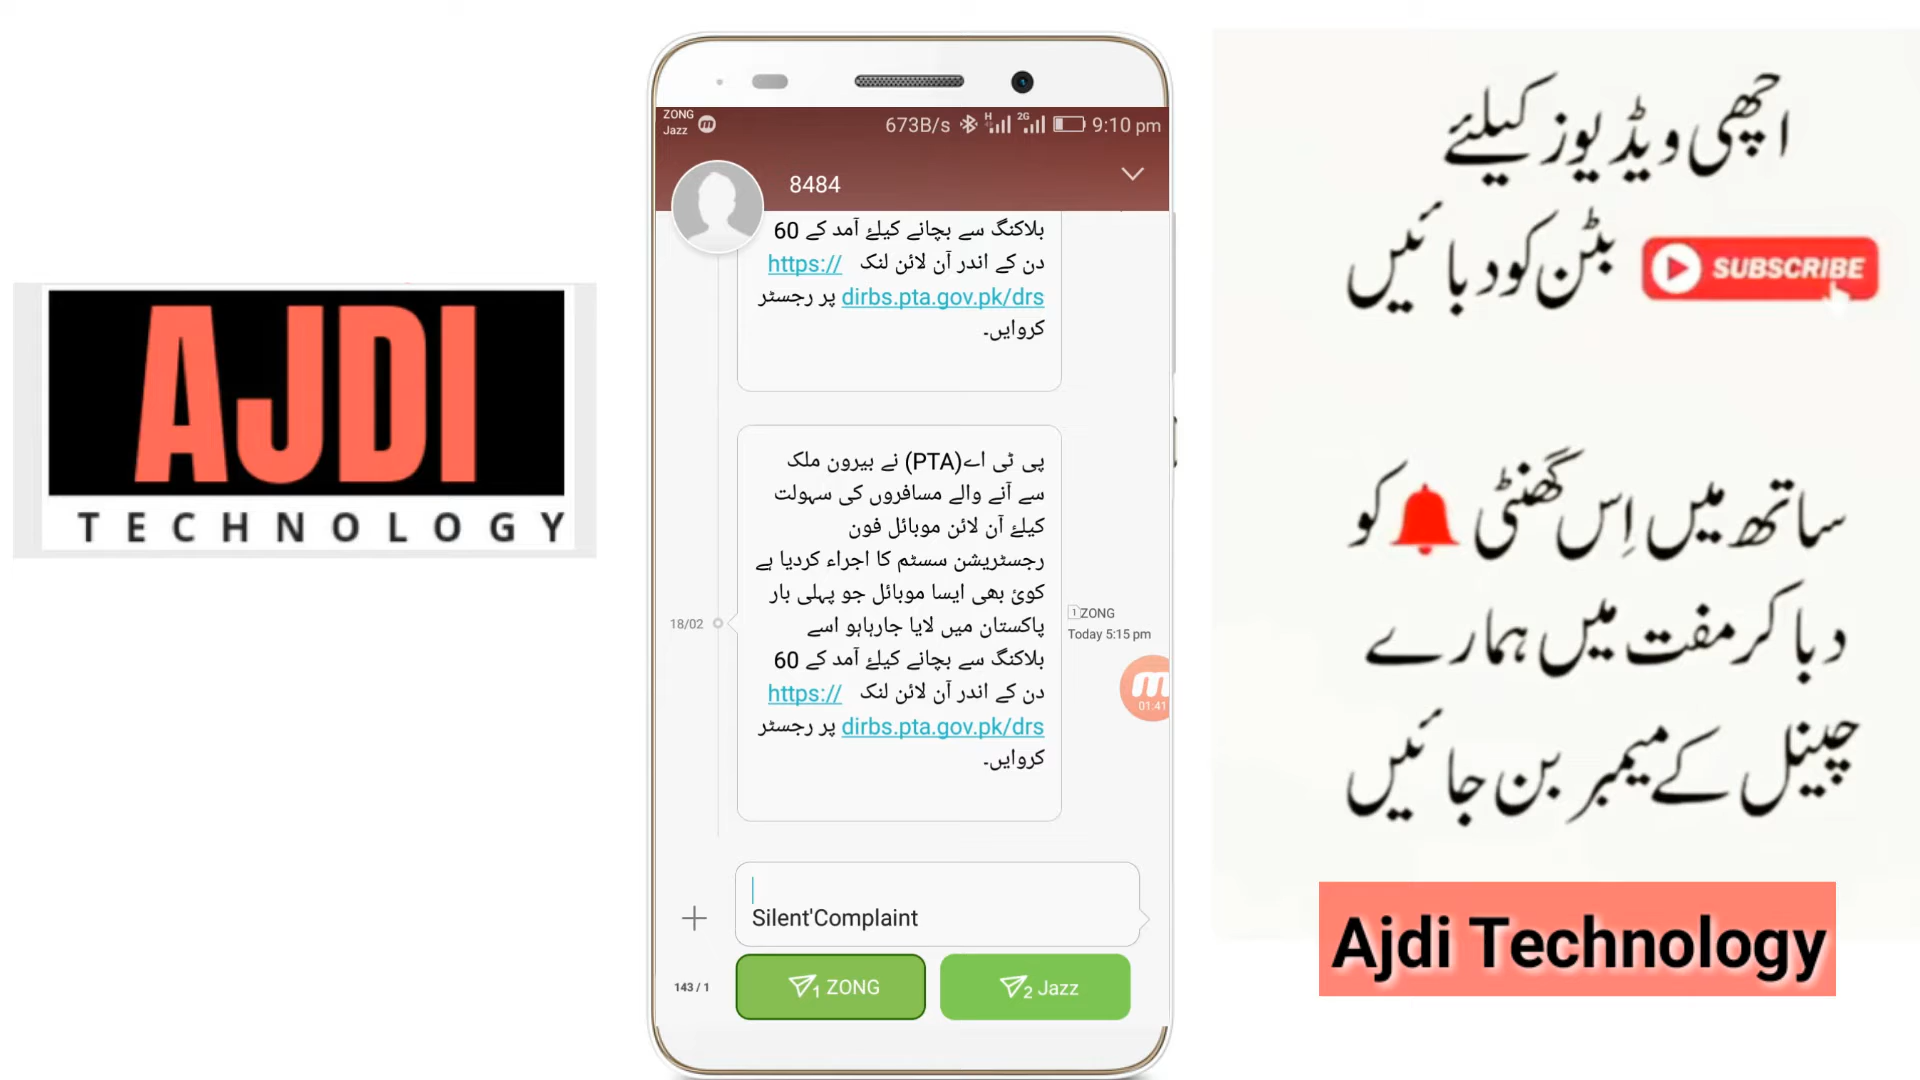 AJDI
TECHNOLOGY
ZONG
Jazz
673B/s H 2G 9:10 pm
8484
بلاکنگ سے بچانے کیلئے آمد کے 60
دن کے اندر آن لائن لنک https://
dirbs.pta.gov.pk/drs پر رجسٹر
کروایں۔
پی ٹی اے(PTA) نے بیرون ملک
سے آنے والے مسافروں کی سہولت
کیلئے آن لائن موبائل فون
رجسٹریشن سسٹم کا اجراء کردیا ہے
کوئ بھی ایسا موبائل جو پہلی بار
پاکستان میں لایا جارہاہو اسے
بلاکنگ سے بچانے کیلئے آمد کے 60
دن کے اندر آن لائن لنک https://
dirbs.pta.gov.pk/drs پر رجسٹر
کروایں۔
18/02
1 ZONG
Today 5:15 pm
01:41
Silent'Complaint
143 / 1
1 ZONG
2 Jazz
اچھی ویڈیوز کیلئے
SUBSCRIBE بٹن کو دبائیں
ساتھ میں اِس گھنٹی کو
دبا کر مفت میں ہمارے
چینل کے میمبر بن جائیں
Ajdi Technology